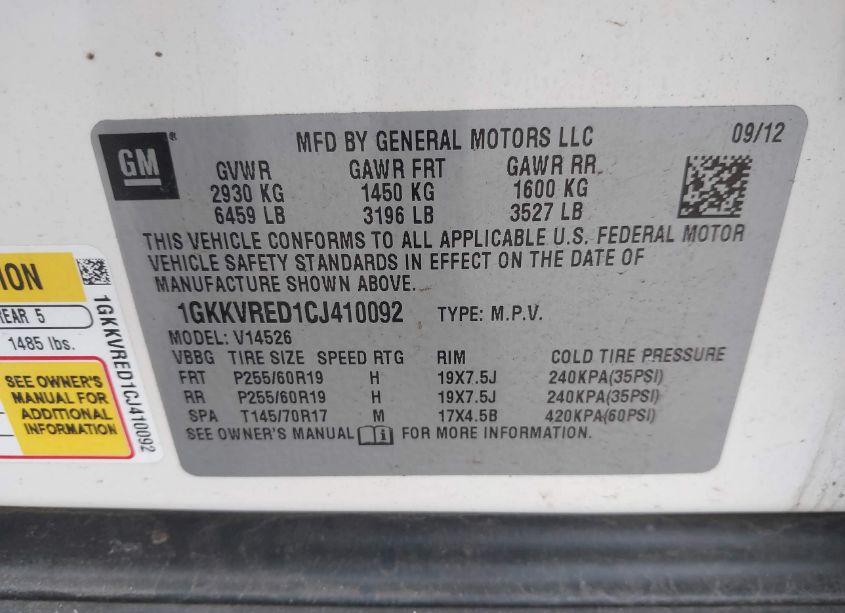 GM
MFD BY GENERAL MOTORS LLC 09/12
GVWR GAWR FRT GAWR RR
2930 KG 1450 KG 1600 KG
6459 LB 3196 LB 3527 LB
THIS VEHICLE CONFORMS TO ALL APPLICABLE U.S. FEDERAL MOTOR
VEHICLE SAFETY STANDARDS IN EFFECT ON THE DATE OF
MANUFACTURE SHOWN ABOVE.
1GKKVRED1CJ410092 TYPE: M.P.V.
MODEL: V14526
VBBG TIRE SIZE SPEED RTG RIM COLD TIRE PRESSURE
FRT P255/60R19 H 19X7.5J 240KPA(35PSI)
RR P255/60R19 H 19X7.5J 240KPA(35PSI)
SPA T145/70R17 M 17X4.5B 420KPA(60PSI)
SEE OWNER'S MANUAL FOR MORE INFORMATION.
REAR 5
1485 lbs.
SEE OWNER'S
MANUAL FOR
ADDITIONAL
INFORMATION
1GKKVRED1CJ410092